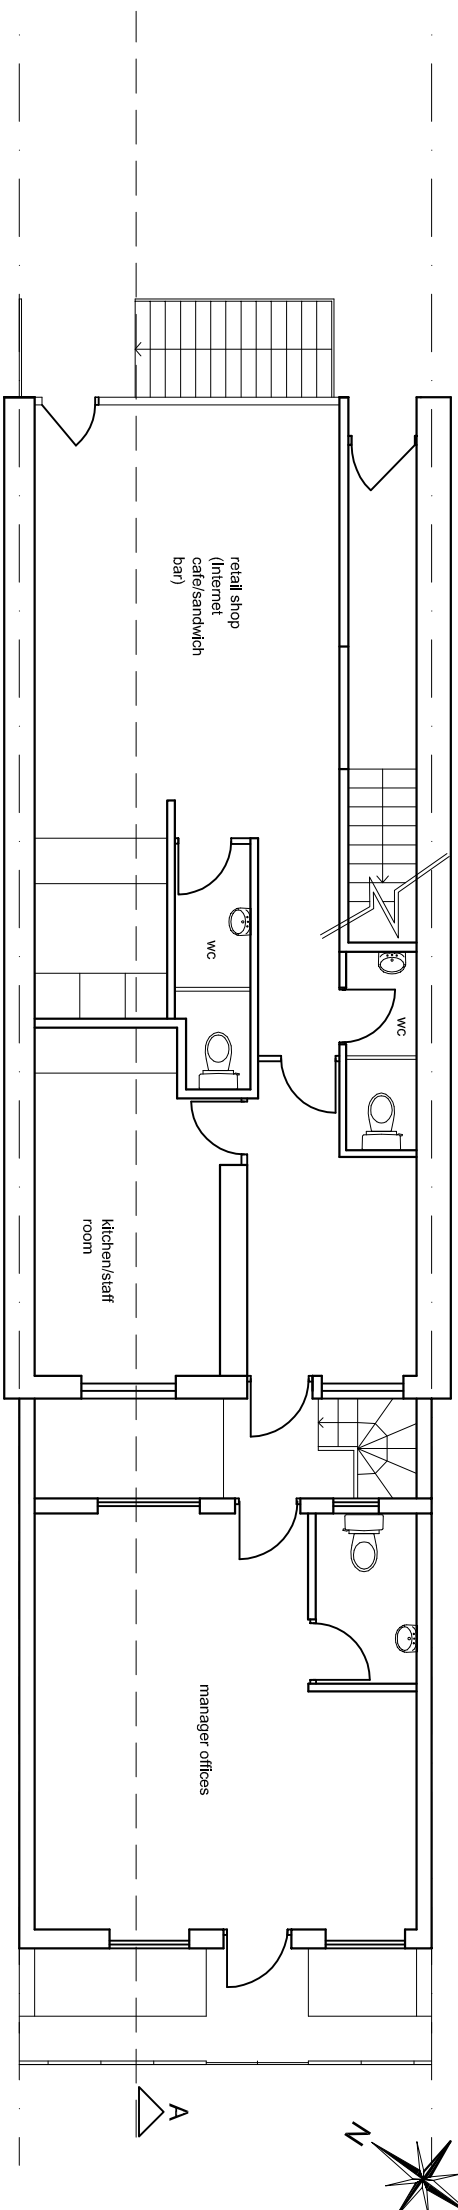 retail shop
(Internet
cafe/sandwich
bar)
wc
wc
kitchen/staff
room
manager offices
A
N